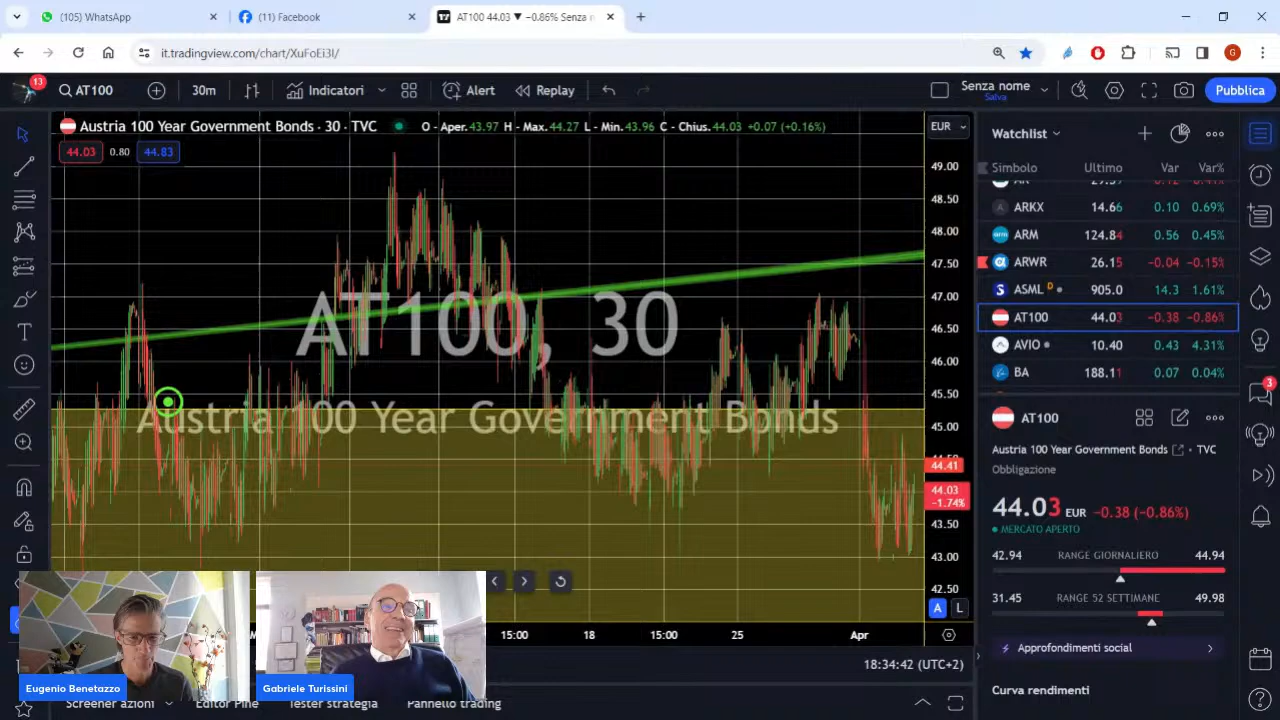 (105) WhatsApp
(11) Facebook
AT100 44.03 ▼ −0.86% Senza n
it.tradingview.com/chart/XuFoEi3I/
G
13
AT100
30m
Indicatori
Alert
Replay
Senza nome
Salva
Pubblica
Austria 100 Year Government Bonds · 30 · TVC
O - Aper.43.97 H - Max.44.27 L - Min.43.96 C - Chius.44.03 +0.07 (+0.16%)
EUR
44.03 0.80 44.83
49.00
48.50
48.00
47.50
47.00
46.50
46.00
45.50
45.00
44.41
44.03
−1.74%
43.50
43.00
42.50
AT100, 30
Austria 100 Year Government Bonds
A L
15:00 18 15:00 25 Apr
18:34:42 (UTC+2)
Watchlist
Simbolo Ultimo Var Var%
ARKX 14.66 0.10 0.69%
ARM 124.84 0.56 0.45%
ARWR 26.15 −0.04 −0.15%
ASML D 905.0 14.3 1.61%
AT100 44.03 −0.38 −0.86%
AVIO 10.40 0.43 4.31%
BA 188.11 0.07 0.04%
AT100
Austria 100 Year Government Bonds · TVC
Obbligazione
44.03 EUR −0.38 (−0.86%)
MERCATO APERTO
42.94 RANGE GIORNALIERO 44.94
31.45 RANGE 52 SETTIMANE 49.98
Approfondimenti social
Curva rendimenti
3
Eugenio Benetazzo
Gabriele Turissini
Screener azioni
Editor Pine
Tester strategia
Pannello trading